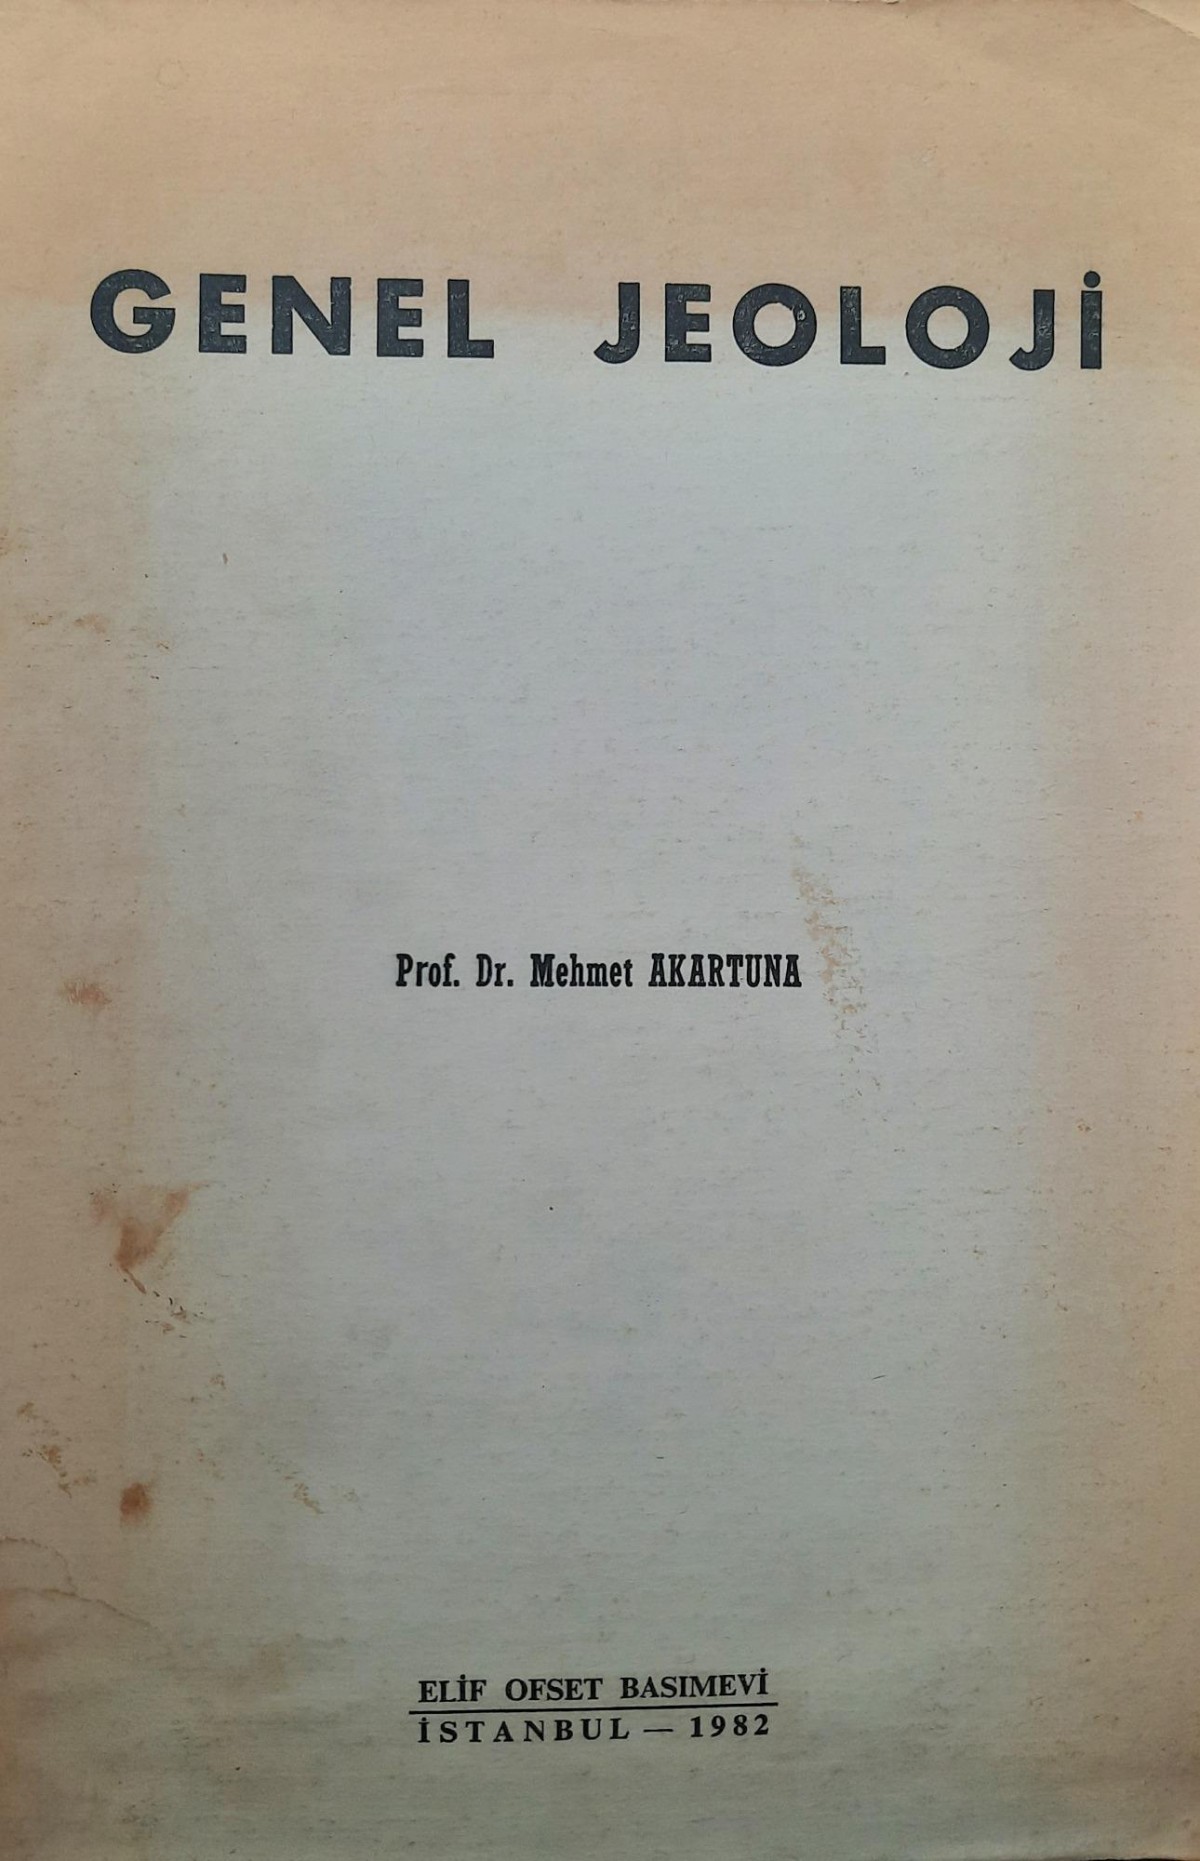 GENEL JEOLOJİ
Prof. Dr. Mehmet AKARTUNA
ELİF OFSET BASIMEVİ
İSTANBUL — 1982